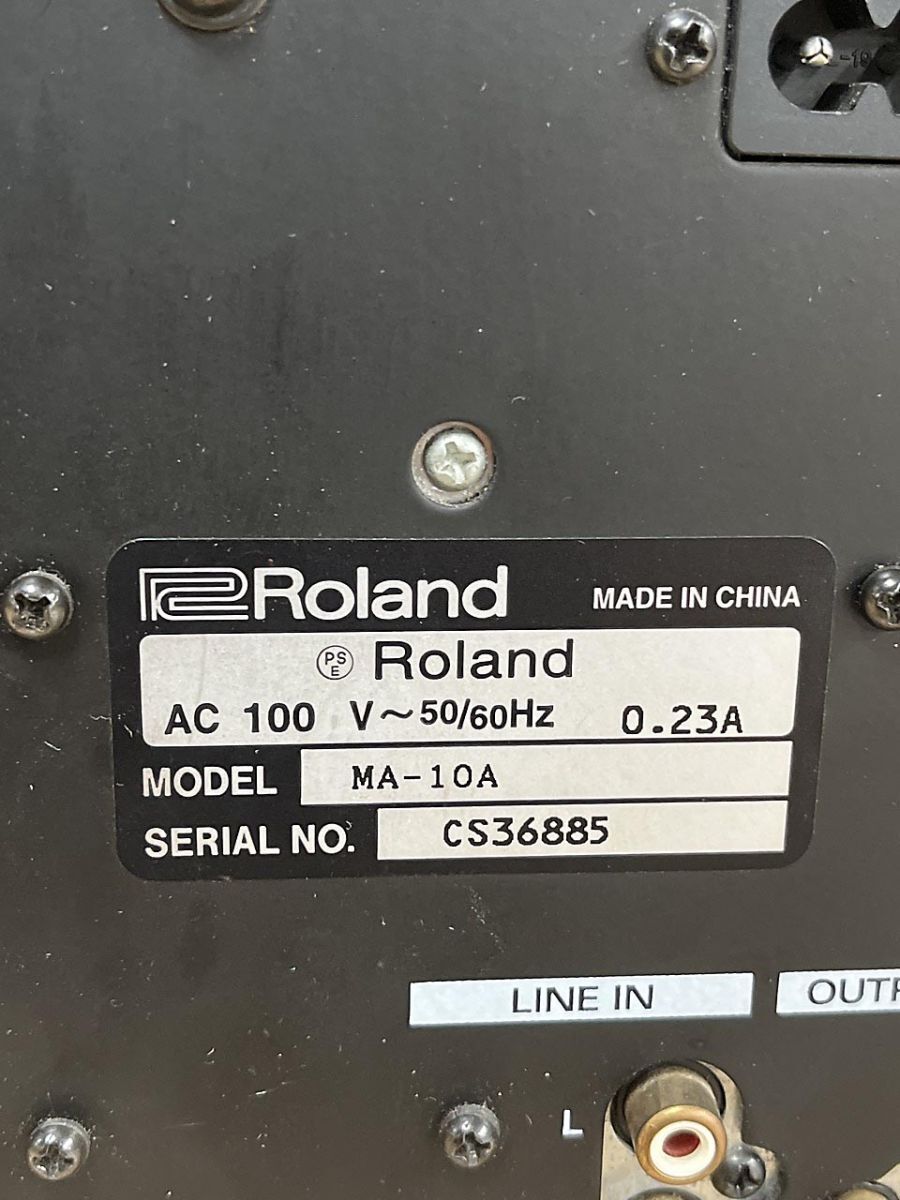 Roland MADE IN CHINA
PSE Roland
AC 100 V～50/60Hz 0.23A
MODEL MA-10A
SERIAL NO. CS36885
LINE IN
L